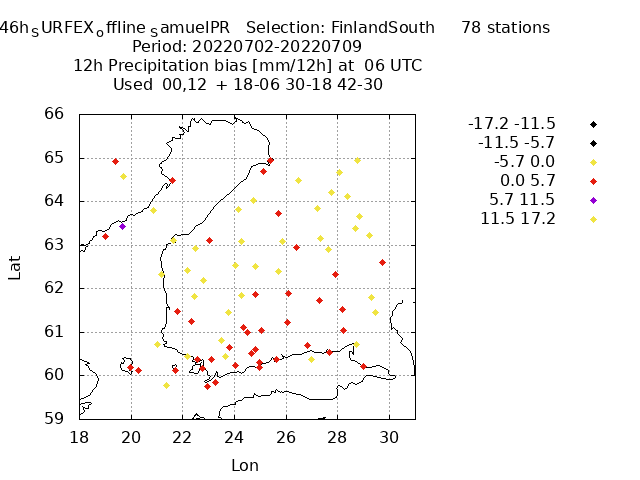 46hSURFEXoffline SamuelPR Selection: FinlandSouth 78 stations
Period: 20220702-20220709
12h Precipitation bias [mm/12h] at 06 UTC
Used 00,12 + 18-06 30-18 42-30
-17.2 -11.5
-11.5 -5.7
-5.7 0.0
0.0 5.7
5.7 11.5
11.5 17.2
66
65
64
63
62
61
60
59
Lat
18 20 22 24 26 28 30
Lon